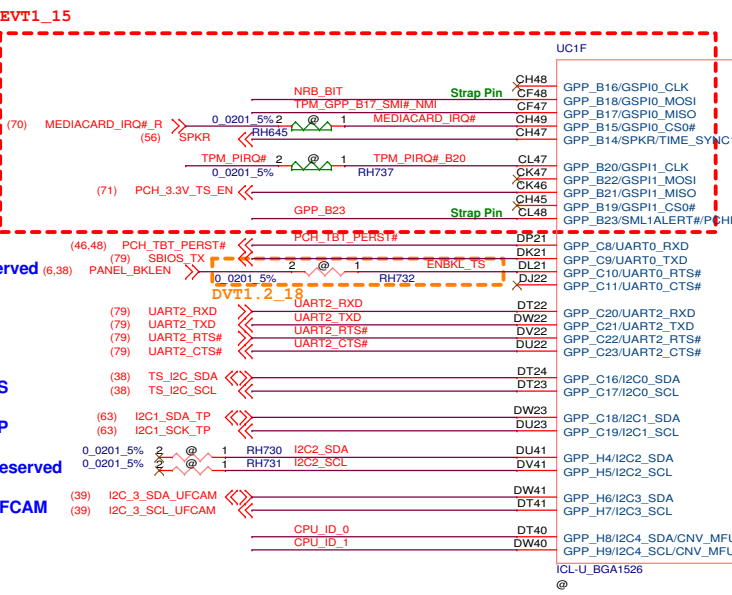 EVT1_15
UC1F
CH48 GPP_B16/GSPI0_CLK
NRB_BIT Strap Pin CF48 GPP_B18/GSPI0_MOSI
TPM_GPP_B17_SMI#_NMI CF47 GPP_B17/GSPI0_MISO
(70) MEDIACARD_IRQ#_R 0_0201_5% 2 @ 1 MEDIACARD_IRQ# CH49 GPP_B15/GSPI0_CS0#
(56) SPKR RH645 CH47 GPP_B14/SPKR/TIME_SYNC1
TPM_PIRQ# 2 @ 1 TPM_PIRQ#_B20 CL47 GPP_B20/GSPI1_CLK
0_0201_5% RH737 CK47 GPP_B22/GSPI1_MOSI
(71) PCH_3.3V_TS_EN CK46 GPP_B21/GSPI1_MISO
CH45 GPP_B19/GSPI1_CS0#
GPP_B23 Strap Pin CL48 GPP_B23/SML1ALERT#/PCH
(46,48) PCH_TBT_PERST# PCH_TBT_PERST# DP21 GPP_C8/UART0_RXD
(79) SBIOS_TX DK21 GPP_C9/UART0_TXD
erved (6,38) PANEL_BKLEN 2 @ 1 ENBKL_TS DL21 GPP_C10/UART0_RTS#
0_0201_5% RH732 DJ22 GPP_C11/UART0_CTS#
DVT1.2_18
(79) UART2_RXD UART2_RXD DT22 GPP_C20/UART2_RXD
(79) UART2_TXD UART2_TXD DW22 GPP_C21/UART2_TXD
(79) UART2_RTS# UART2_RTS# DV22 GPP_C22/UART2_RTS#
(79) UART2_CTS# UART2_CTS# DU22 GPP_C23/UART2_CTS#
(38) TS_I2C_SDA DT24 GPP_C16/I2C0_SDA
S (38) TS_I2C_SCL DT23 GPP_C17/I2C0_SCL
(63) I2C1_SDA_TP DW23 GPP_C18/I2C1_SDA
P (63) I2C1_SCK_TP DU23 GPP_C19/I2C1_SCL
0_0201_5% 2 @ 1 RH730 I2C2_SDA DU41 GPP_H4/I2C2_SDA
eserved 0_0201_5% 2 @ 1 RH731 I2C2_SCL DV41 GPP_H5/I2C2_SCL
(39) I2C_3_SDA_UFCAM DW41 GPP_H6/I2C3_SDA
FCAM (39) I2C_3_SCL_UFCAM DT41 GPP_H7/I2C3_SCL
CPU_ID_0 DT40 GPP_H8/I2C4_SDA/CNV_MFU
CPU_ID_1 DW40 GPP_H9/I2C4_SCL/CNV_MFU
ICL-U_BGA1526
@